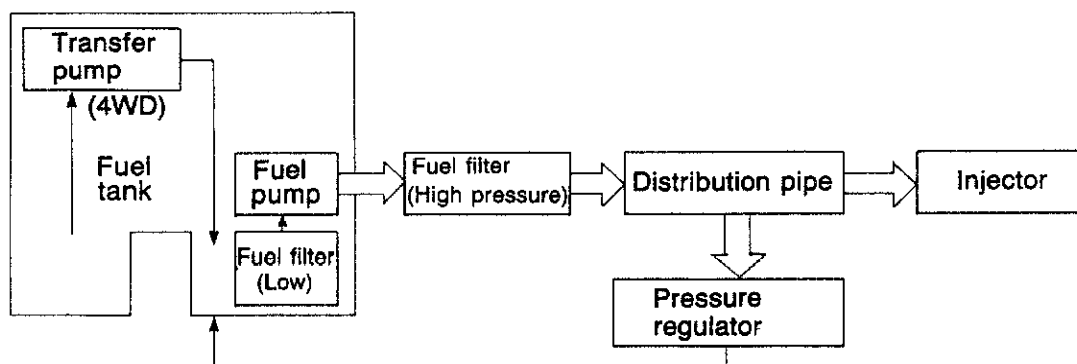 Transfer
pump
(4WD)
Fuel
tank
Fuel
pump
Fuel filter
(Low)
Fuel filter
(High pressure)
Distribution pipe
Injector
Pressure
regulator